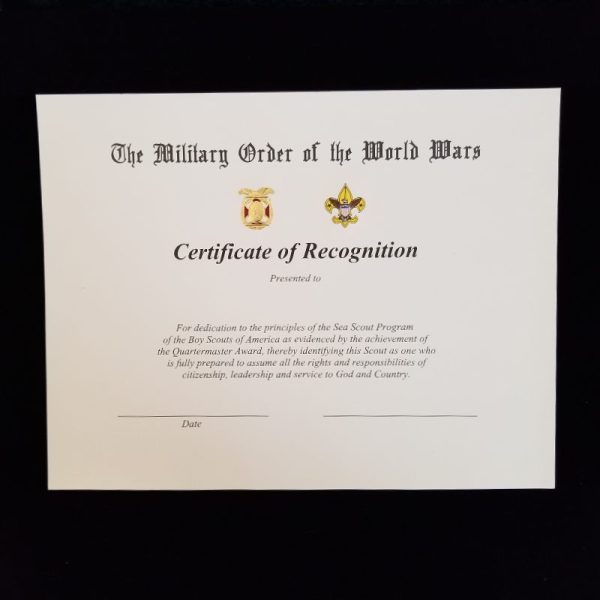 The Military Order of the World Wars
Certificate of Recognition
Presented to
For dedication to the principles of the Sea Scout Program
of the Boy Scouts of America as evidenced by the achievement of
the Quartermaster Award, thereby identifying this Scout as one who
is fully prepared to assume all the rights and responsibilities of
citizenship, leadership and service to God and Country.
Date